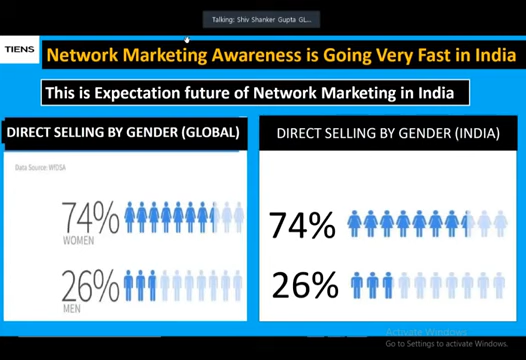 Talking: Shiv Shanker Gupta GL...
TIENS
Network Marketing Awareness is Going Very Fast in India
This is Expectation future of Network Marketing in India
DIRECT SELLING BY GENDER (GLOBAL)
DIRECT SELLING BY GENDER (INDIA)
Data Source: WFDSA
74%
WOMEN
74%
26%
MEN
26%
Activate Windows
Go to Settings to activate Windows.